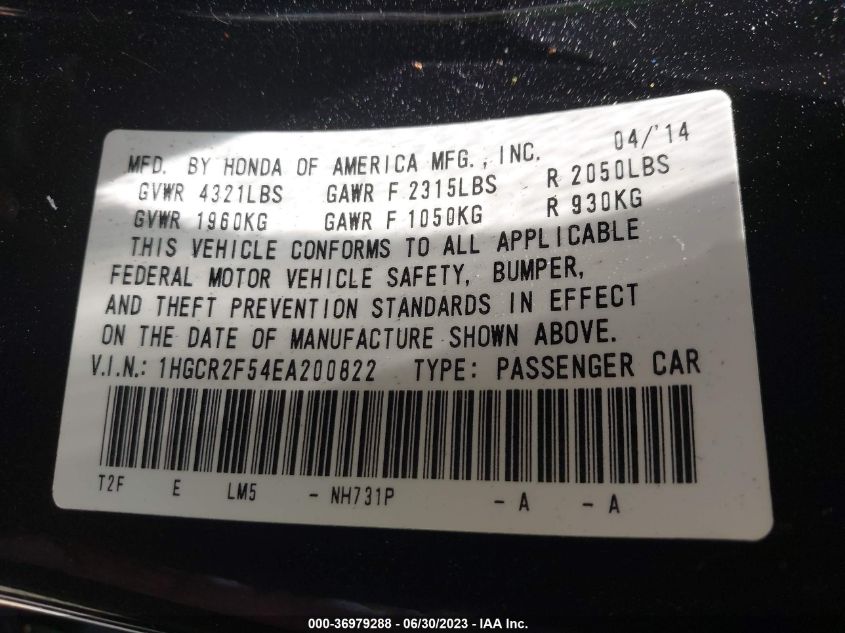 04/'14
MFD. BY HONDA OF AMERICA MFG., INC.
GVWR 4321LBS GAWR F 2315LBS R 2050LBS
GVWR 1960KG GAWR F 1050KG R 930KG
THIS VEHICLE CONFORMS TO ALL APPLICABLE
FEDERAL MOTOR VEHICLE SAFETY, BUMPER,
AND THEFT PREVENTION STANDARDS IN EFFECT
ON THE DATE OF MANUFACTURE SHOWN ABOVE.
V.I.N.: 1HGCR2F54EA200822 TYPE: PASSENGER CAR
T2F E LM5 - NH731P - A - A
000-36979288 - 06/30/2023 - IAA Inc.